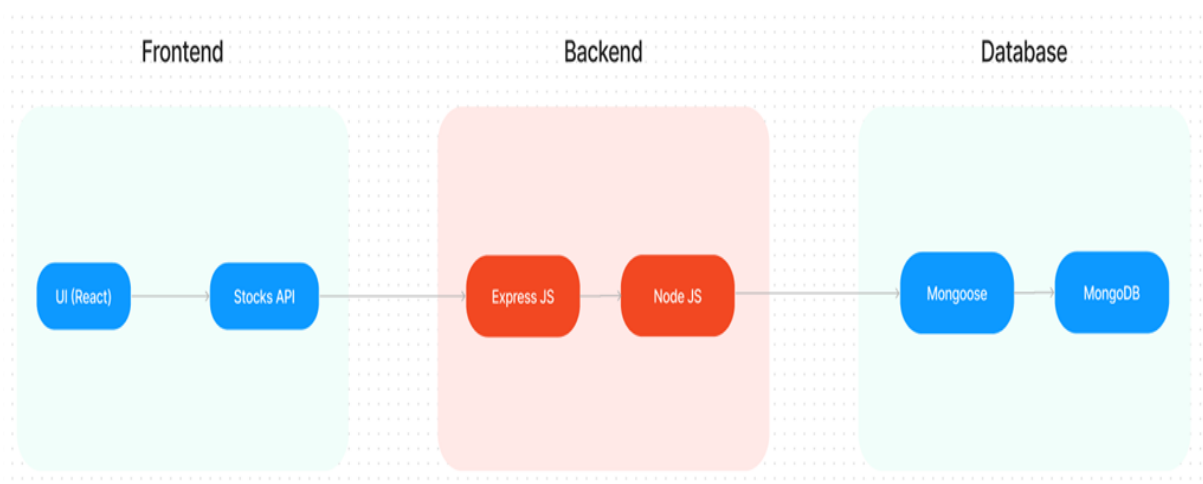 Frontend
Backend
Database
UI (React)
Stocks API
Express JS
Node JS
Mongoose
MongoDB